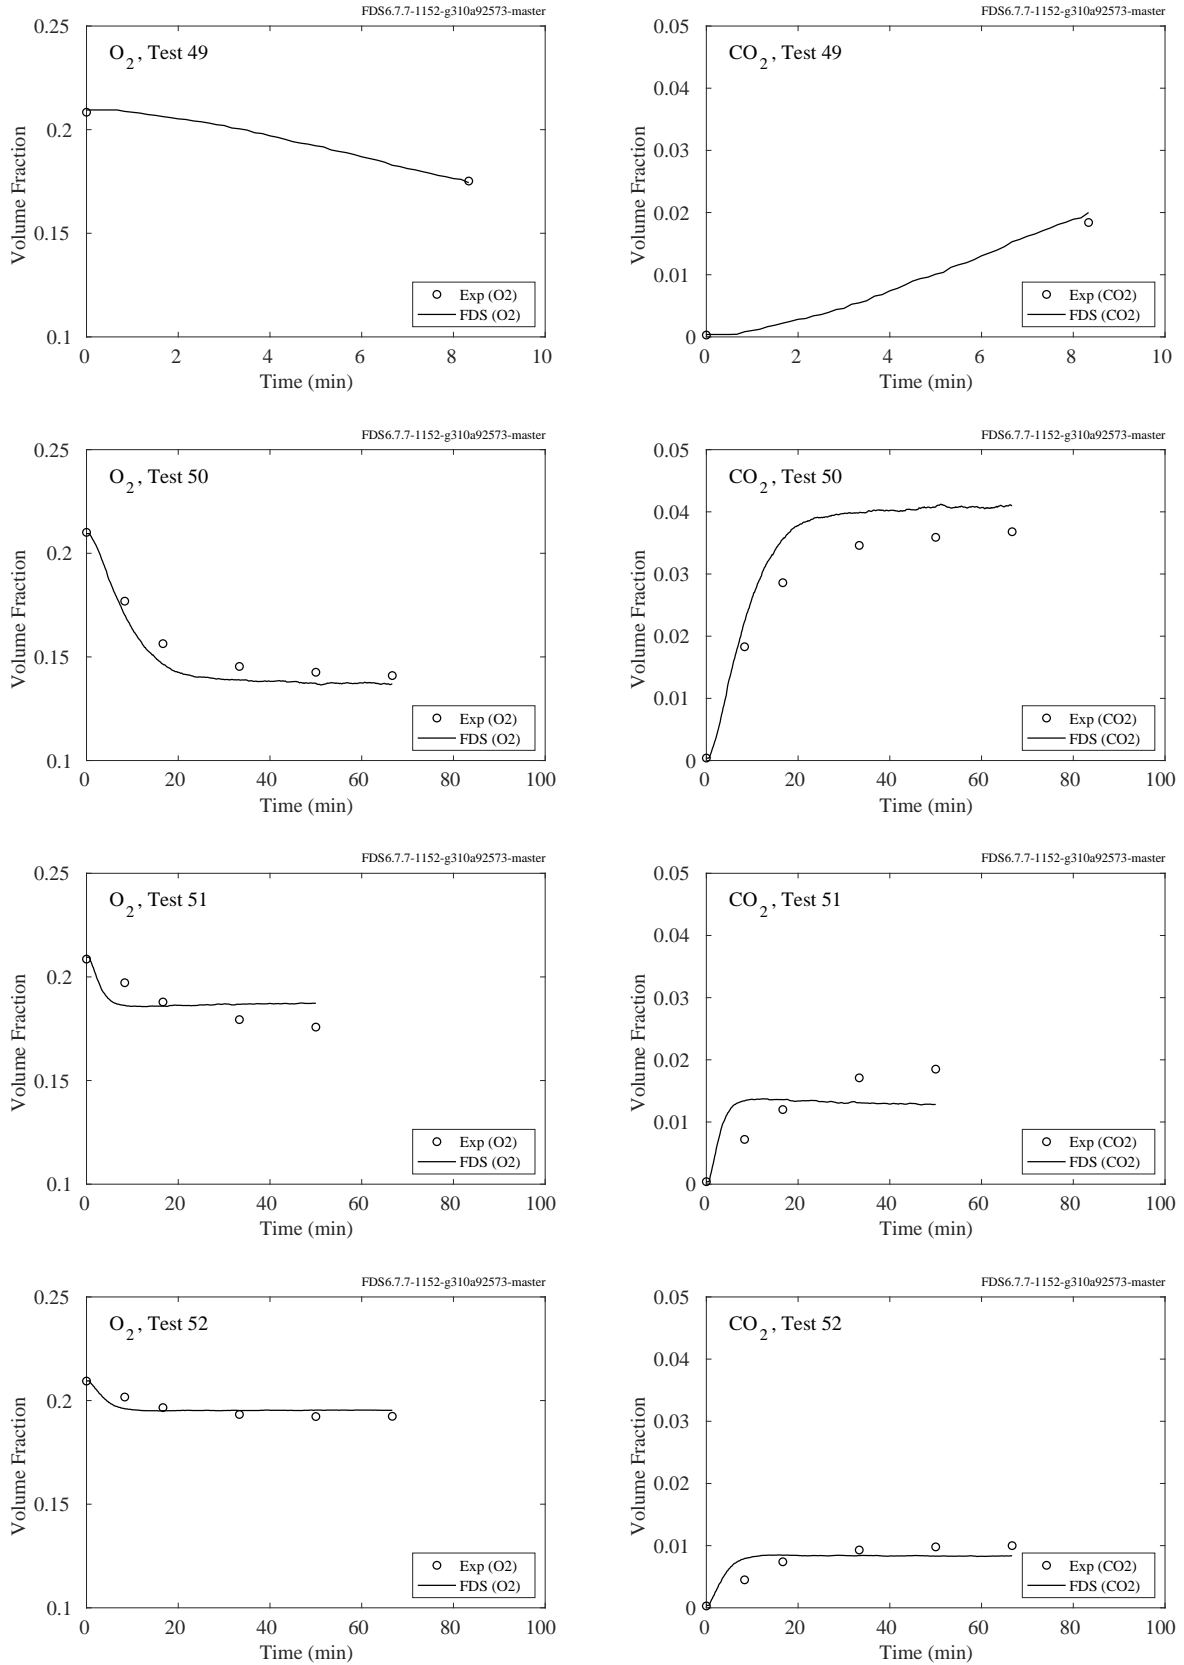 FDS6.7.7-1152-g310a92573-master
O2, Test 49
Volume Fraction
0.25
0.2
0.15
0.1
0 2 4 6 8 10
Time (min)
Exp (O2)
FDS (O2)
FDS6.7.7-1152-g310a92573-master
CO2, Test 49
Volume Fraction
0.05
0.04
0.03
0.02
0.01
0
0 2 4 6 8 10
Time (min)
Exp (CO2)
FDS (CO2)
FDS6.7.7-1152-g310a92573-master
O2, Test 50
Volume Fraction
0.25
0.2
0.15
0.1
0 20 40 60 80 100
Time (min)
Exp (O2)
FDS (O2)
FDS6.7.7-1152-g310a92573-master
CO2, Test 50
Volume Fraction
0.05
0.04
0.03
0.02
0.01
0
0 20 40 60 80 100
Time (min)
Exp (CO2)
FDS (CO2)
FDS6.7.7-1152-g310a92573-master
O2, Test 51
Volume Fraction
0.25
0.2
0.15
0.1
0 20 40 60 80 100
Time (min)
Exp (O2)
FDS (O2)
FDS6.7.7-1152-g310a92573-master
CO2, Test 51
Volume Fraction
0.05
0.04
0.03
0.02
0.01
0
0 20 40 60 80 100
Time (min)
Exp (CO2)
FDS (CO2)
FDS6.7.7-1152-g310a92573-master
O2, Test 52
Volume Fraction
0.25
0.2
0.15
0.1
0 20 40 60 80 100
Time (min)
Exp (O2)
FDS (O2)
FDS6.7.7-1152-g310a92573-master
CO2, Test 52
Volume Fraction
0.05
0.04
0.03
0.02
0.01
0
0 20 40 60 80 100
Time (min)
Exp (CO2)
FDS (CO2)